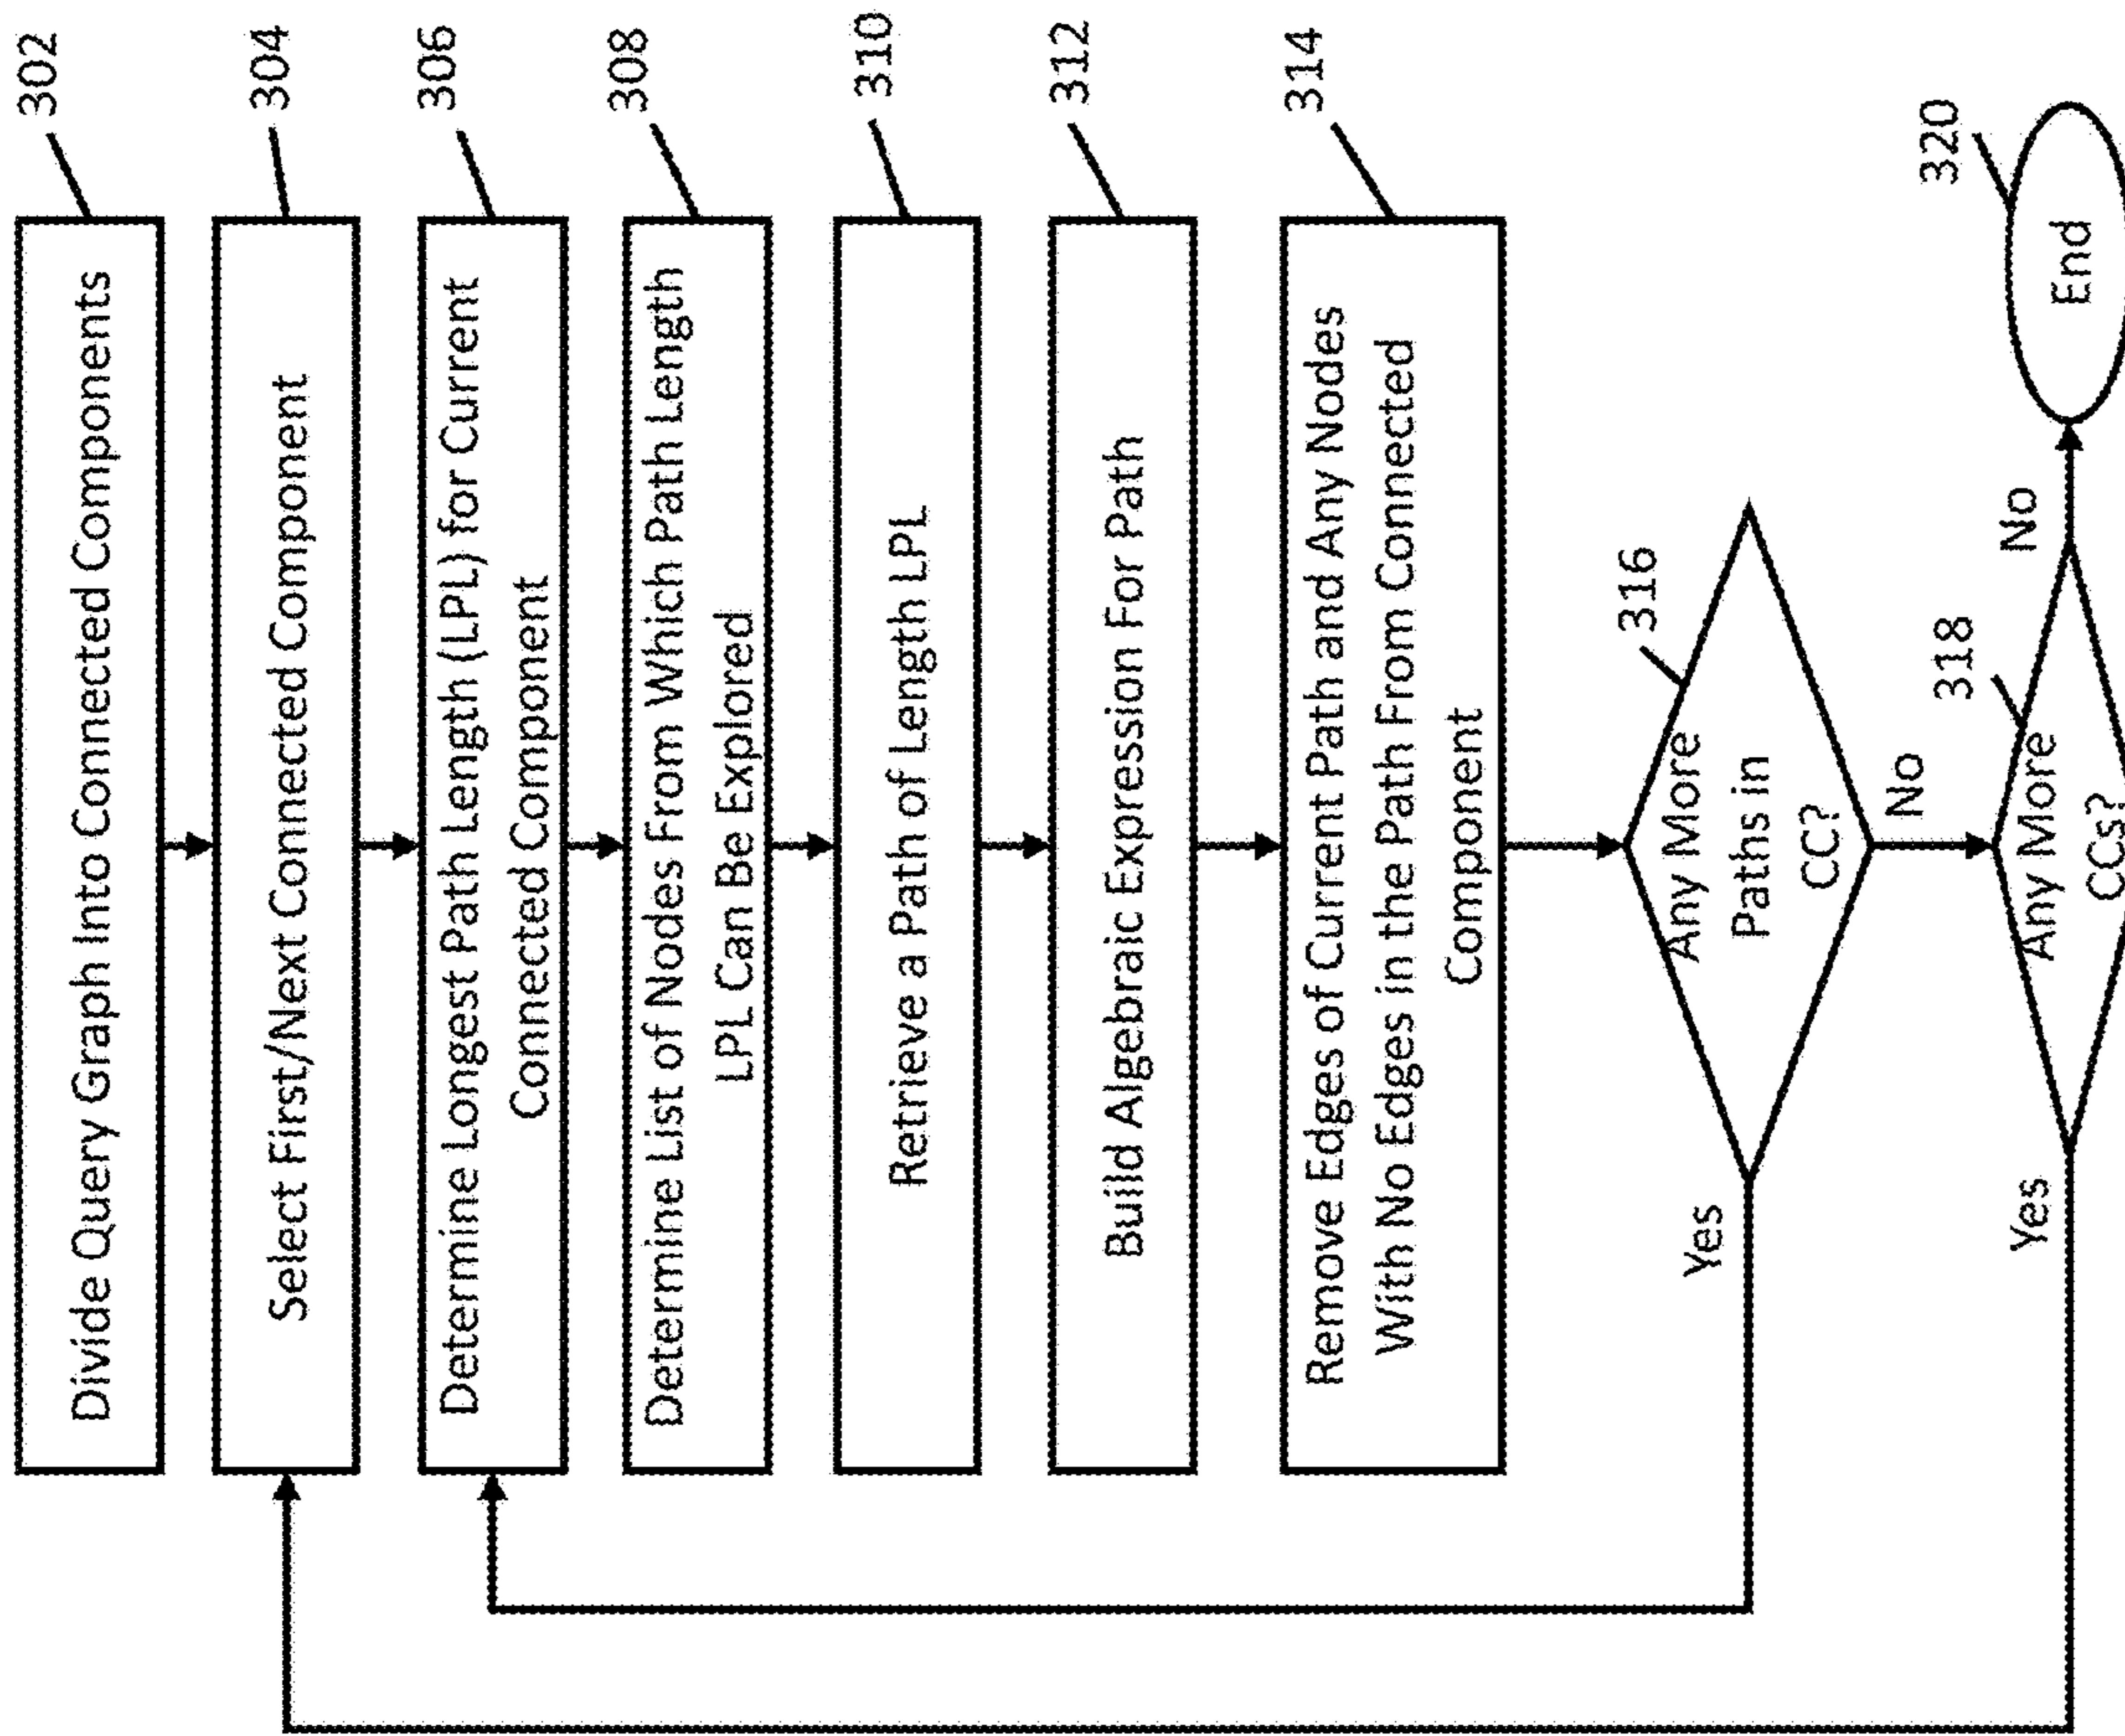 302
Divide Query Graph Into Connected Components
304
Select First/Next Connected Component
306
Determine Longest Path Length (LPL) for Current
Connected Component
308
Determine List of Nodes From Which Path Length
LPL Can Be Explored
310
Retrieve a Path of Length LPL
312
Build Algebraic Expression For Path
314
Remove Edges of Current Path and Any Nodes
With No Edges in the Path From Connected
Component
316
Any More
Paths in
CC?
Yes
No
318
Any More
CCs?
Yes
No
320
End